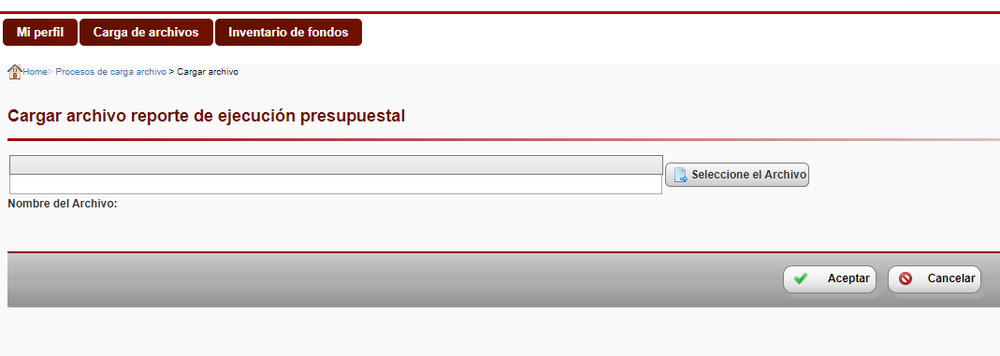 Mi perfil Carga de archivos Inventario de fondos
Home> Procesos de carga archivo > Cargar archivo
Cargar archivo reporte de ejecución presupuestal
Seleccione el Archivo
Nombre del Archivo:
Aceptar Cancelar